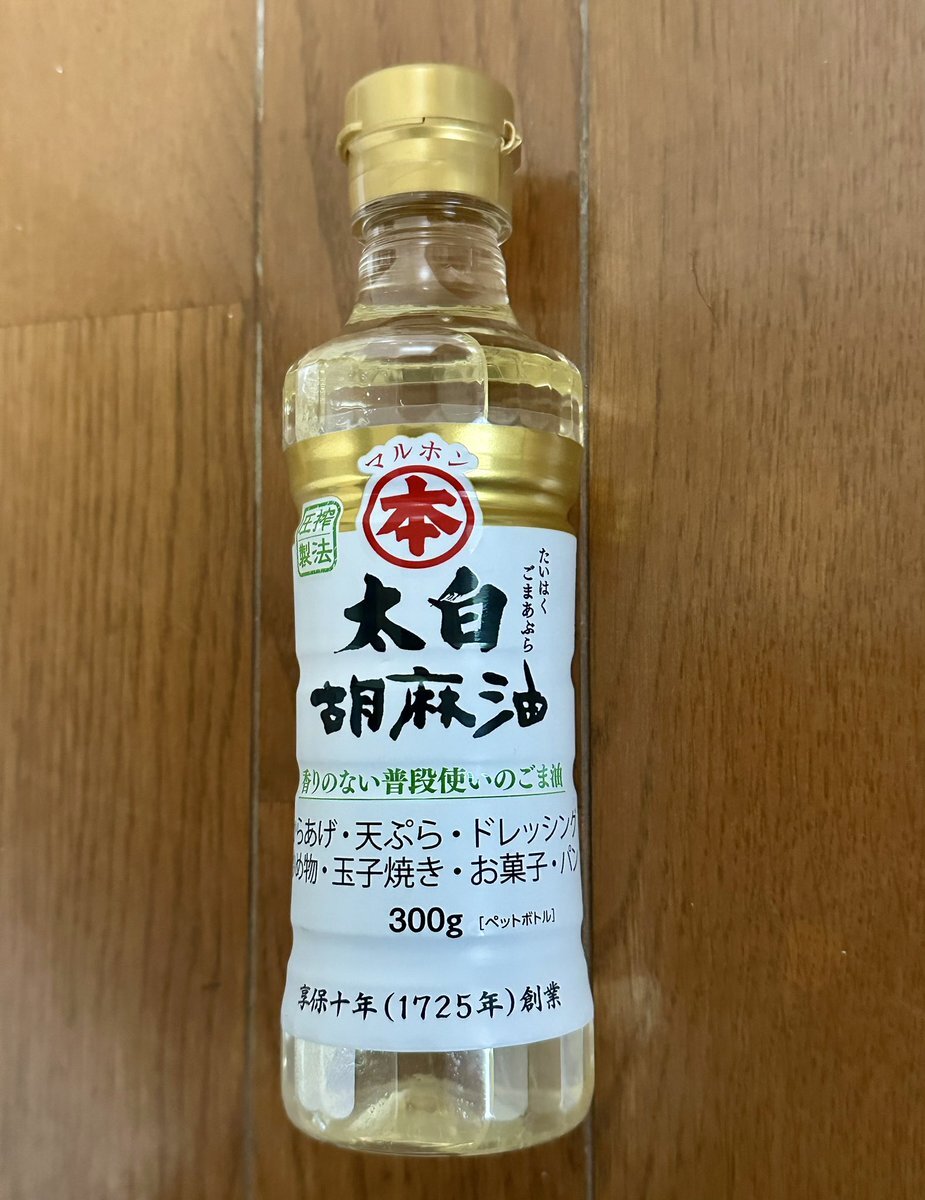 マルホン
本
圧搾
製法
太白
胡麻油
たいはく
ごまあぶら
香りのない普段使いのごま油
らあげ・天ぷら・ドレッシング
め物・玉子焼き・お菓子・パン
300g [ペットボトル]
享保十年(1725年)創業